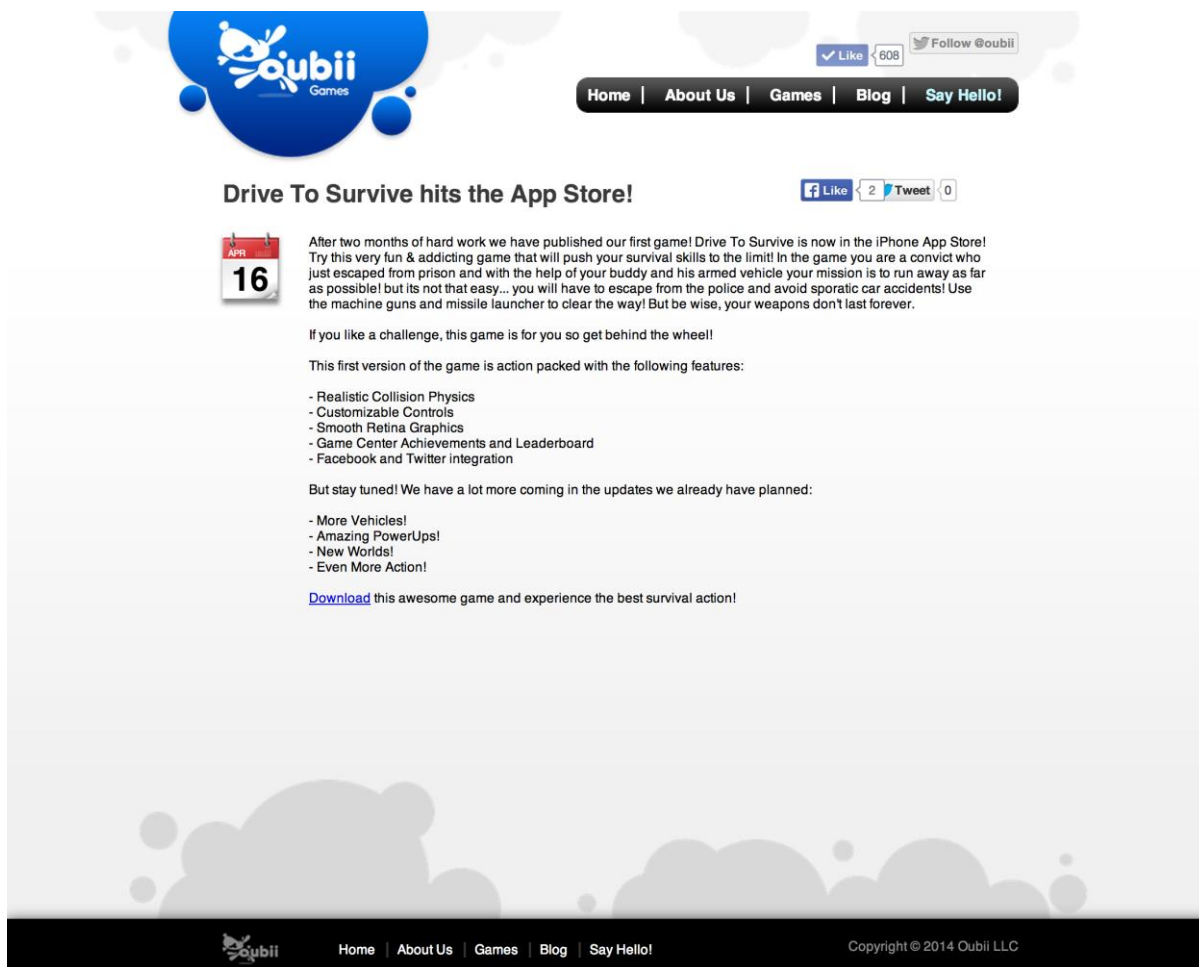 Oubii
Games
Like 608
Follow @oubii
Home | About Us | Games | Blog | Say Hello!
Drive To Survive hits the App Store!
Like 2 Tweet 0
APR
16
After two months of hard work we have published our first game! Drive To Survive is now in the iPhone App Store!
Try this very fun & addicting game that will push your survival skills to the limit! In the game you are a convict who
just escaped from prison and with the help of your buddy and his armed vehicle your mission is to run away as far
as possible! but its not that easy... you will have to escape from the police and avoid sporatic car accidents! Use
the machine guns and missile launcher to clear the way! But be wise, your weapons don't last forever.
If you like a challenge, this game is for you so get behind the wheel!
This first version of the game is action packed with the following features:
- Realistic Collision Physics
- Customizable Controls
- Smooth Retina Graphics
- Game Center Achievements and Leaderboard
- Facebook and Twitter integration
But stay tuned! We have a lot more coming in the updates we already have planned:
- More Vehicles!
- Amazing PowerUps!
- New Worlds!
- Even More Action!
Download this awesome game and experience the best survival action!
Oubii
Home | About Us | Games | Blog | Say Hello!
Copyright © 2014 Oubii LLC